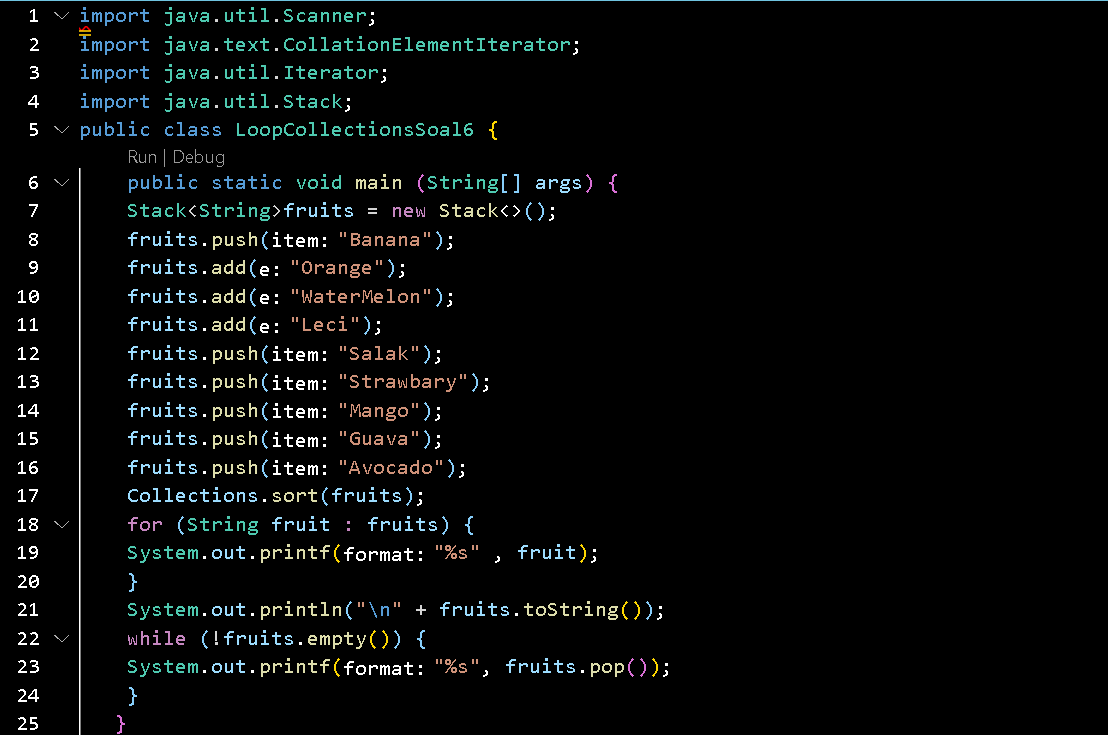 1 import java.util.Scanner;
2 import java.text.CollationElementIterator;
3 import java.util.Iterator;
4 import java.util.Stack;
5 public class LoopCollectionsSoal6 {
Run | Debug
6 public static void main (String[] args) {
7 Stack<String>fruits = new Stack<>();
8 fruits.push(item: "Banana");
9 fruits.add(e: "Orange");
10 fruits.add(e: "WaterMelon");
11 fruits.add(e: "Leci");
12 fruits.push(item: "Salak");
13 fruits.push(item: "Strawbary");
14 fruits.push(item: "Mango");
15 fruits.push(item: "Guava");
16 fruits.push(item: "Avocado");
17 Collections.sort(fruits);
18 for (String fruit : fruits) {
19 System.out.printf(format: "%s" , fruit);
20 }
21 System.out.println("\n" + fruits.toString());
22 while (!fruits.empty()) {
23 System.out.printf(format: "%s", fruits.pop());
24 }
25 }